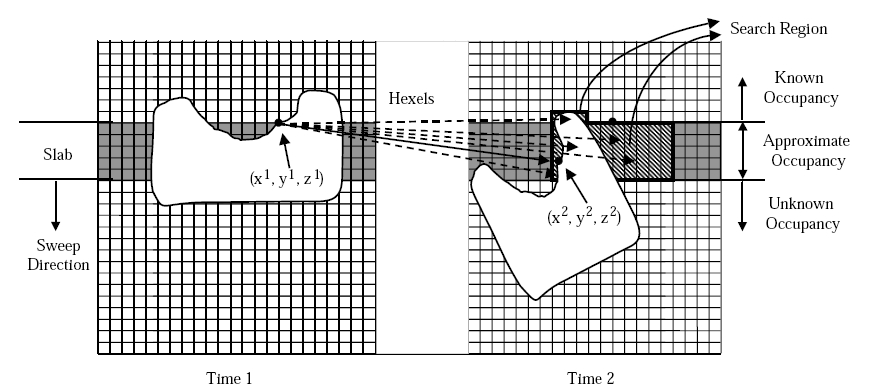 Search Region
Known
Occupancy
Hexels
Slab
Approximate
Occupancy
(x¹, y¹, z¹)
Unknown
Occupancy
(x², y², z²)
Sweep
Direction
Time 1
Time 2